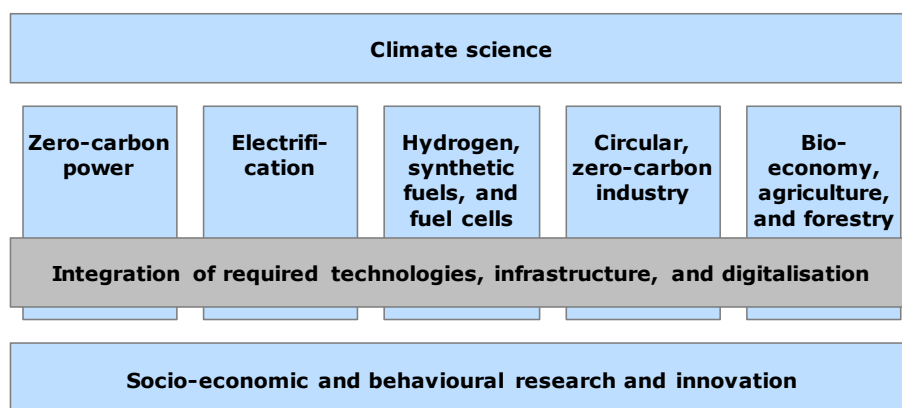 Climate science
Zero-carbon
power
Electrifi-
cation
Hydrogen,
synthetic
fuels, and
fuel cells
Circular,
zero-carbon
industry
Bio-
economy,
agriculture,
and forestry
Integration of required technologies, infrastructure, and digitalisation
Socio-economic and behavioural research and innovation